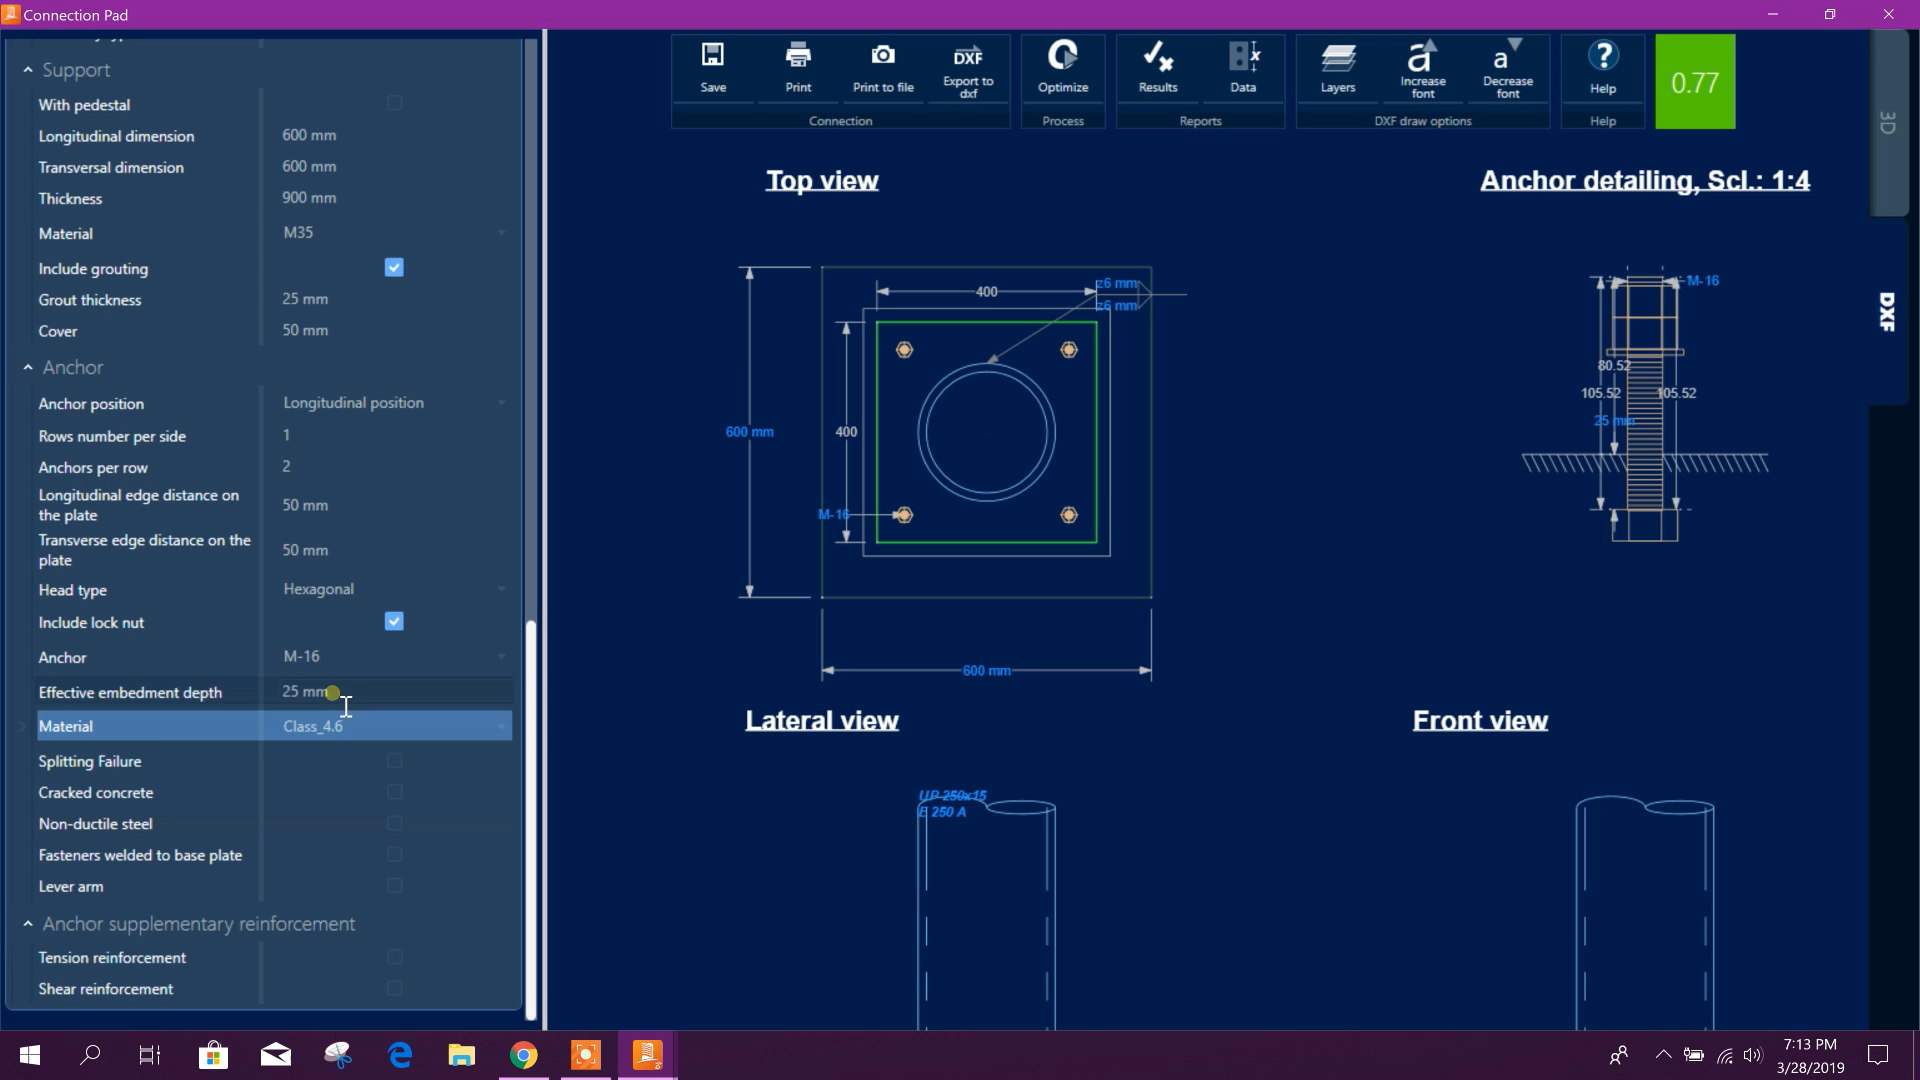 Connection Pad
Support
With pedestal
Longitudinal dimension 600 mm
Transversal dimension 600 mm
Thickness 900 mm
Material M35
Include grouting
Grout thickness 25 mm
Cover 50 mm
Anchor
Anchor position Longitudinal position
Rows number per side 1
Anchors per row 2
Longitudinal edge distance on
the plate 50 mm
Transverse edge distance on the
plate 50 mm
Head type Hexagonal
Include lock nut
Anchor M-16
Effective embedment depth 25 mm
Material Class_4.6
Splitting Failure
Cracked concrete
Non-ductile steel
Fasteners welded to base plate
Lever arm
Anchor supplementary reinforcement
Tension reinforcement
Shear reinforcement
Save
Print
Print to file
DXF
Export to
dxf
Connection
Optimize
Process
Results
Data
Reports
Layers
Increase
font
Decrease
font
DXF draw options
Help
Help
0.77
3D
DXF
Top view
400
z6 mm
z6 mm
600 mm
400
M-16
600 mm
Anchor detailing, Scl.: 1:4
M-16
80.52
105.52
105.52
25 mm
Lateral view
UP 250x15
E 250 A
Front view
7:13 PM
3/28/2019